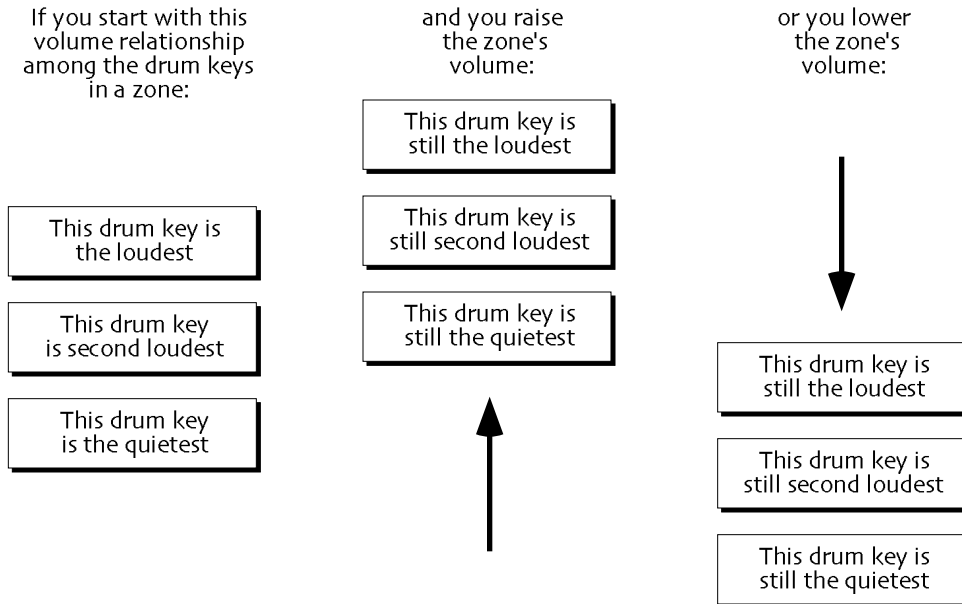 If you start with this
volume relationship
among the drum keys
in a zone:
This drum key is
the loudest
This drum key
is second loudest
This drum key
is the quietest
and you raise
the zone's
volume:
This drum key is
still the loudest
This drum key is
still second loudest
This drum key is
still the quietest
or you lower
the zone's
volume:
This drum key is
still the loudest
This drum key is
still second loudest
This drum key is
still the quietest